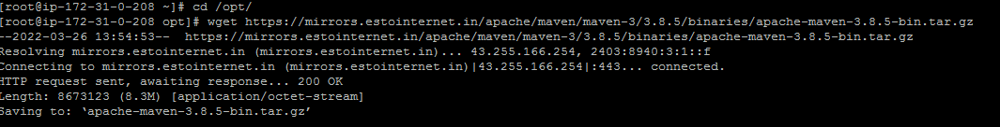 [root@ip-172-31-0-208 ~]# cd /opt/
[root@ip-172-31-0-208 opt]# wget https://mirrors.estointernet.in/apache/maven/maven-3/3.8.5/binaries/apache-maven-3.8.5-bin.tar.gz
--2022-03-26 13:54:53--  https://mirrors.estointernet.in/apache/maven/maven-3/3.8.5/binaries/apache-maven-3.8.5-bin.tar.gz
Resolving mirrors.estointernet.in (mirrors.estointernet.in)... 43.255.166.254, 2403:8940:3:1::f
Connecting to mirrors.estointernet.in (mirrors.estointernet.in)|43.255.166.254|:443... connected.
HTTP request sent, awaiting response... 200 OK
Length: 8673123 (8.3M) [application/octet-stream]
Saving to: ‘apache-maven-3.8.5-bin.tar.gz’